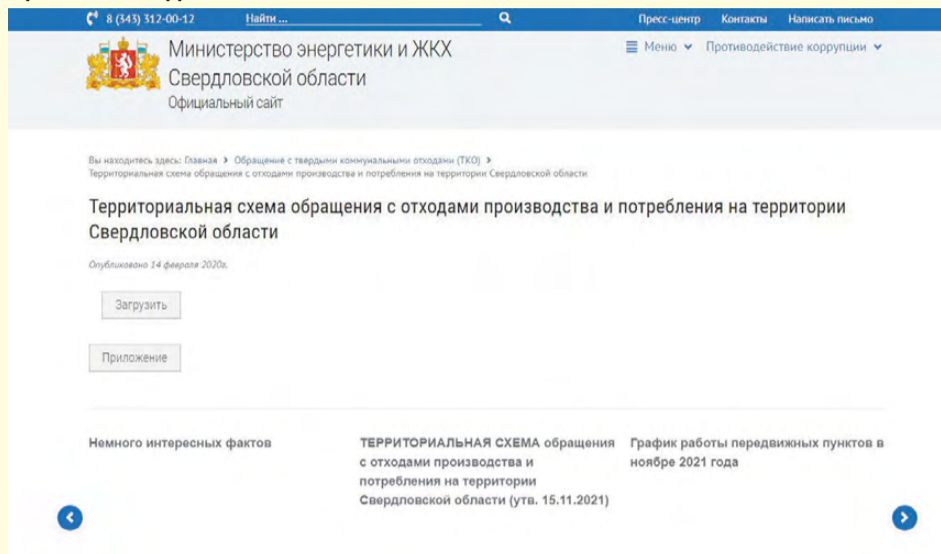 8 (343) 312-00-12 Найти ... Пресс-центр Контакты Написать письмо
Министерство энергетики и ЖКХ
Свердловской области
Официальный сайт
Меню Противодействие коррупции
Вы находитесь здесь: Главная > Обращение с твердыми коммунальными отходами (ТКО) >
Территориальная схема обращения с отходами производства и потребления на территории Свердловской области
Территориальная схема обращения с отходами производства и потребления на территории
Свердловской области
Опубликовано 14 февраля 2020г.
Загрузить
Приложение
Немного интересных фактов
ТЕРРИТОРИАЛЬНАЯ СХЕМА обращения
с отходами производства и
потребления на территории
Свердловской области (утв. 15.11.2021)
График работы передвижных пунктов в
ноябре 2021 года